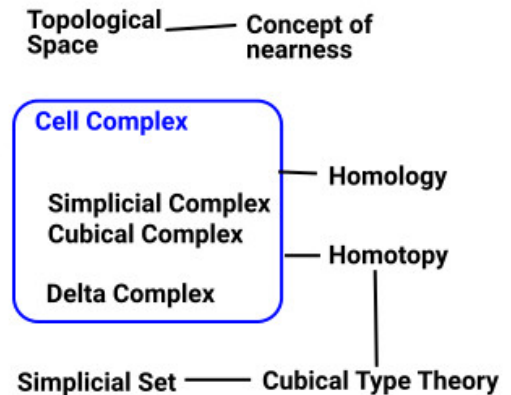 Topological
Space
Concept of
nearness
Cell Complex
Homology
Simplicial Complex
Cubical Complex
Homotopy
Delta Complex
Simplicial Set
Cubical Type Theory